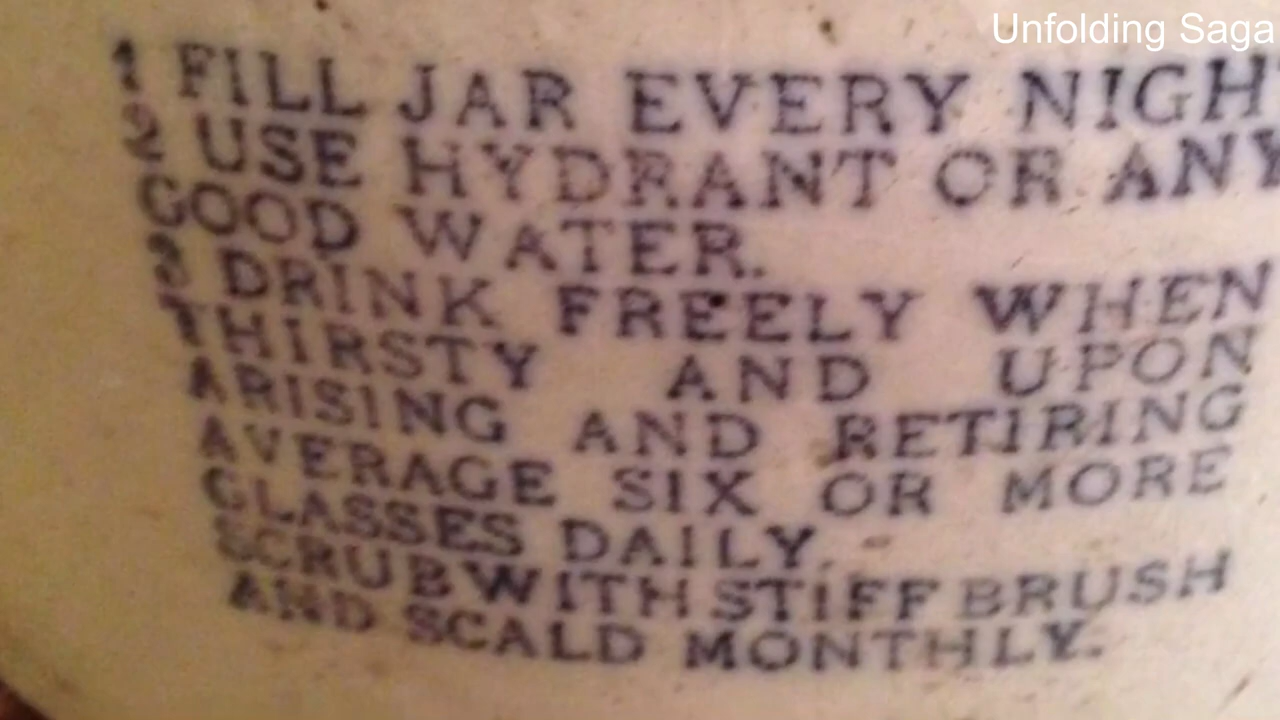 Unfolding Saga
1 FILL JAR EVERY NIGHT
2 USE HYDRANT OR ANY
GOOD WATER.
3 DRINK FREELY WHEN
THIRSTY AND UPON
ARISING AND RETIRING
AVERAGE SIX OR MORE
GLASSES DAILY.
SCRUB WITH STIFF BRUSH
AND SCALD MONTHLY.